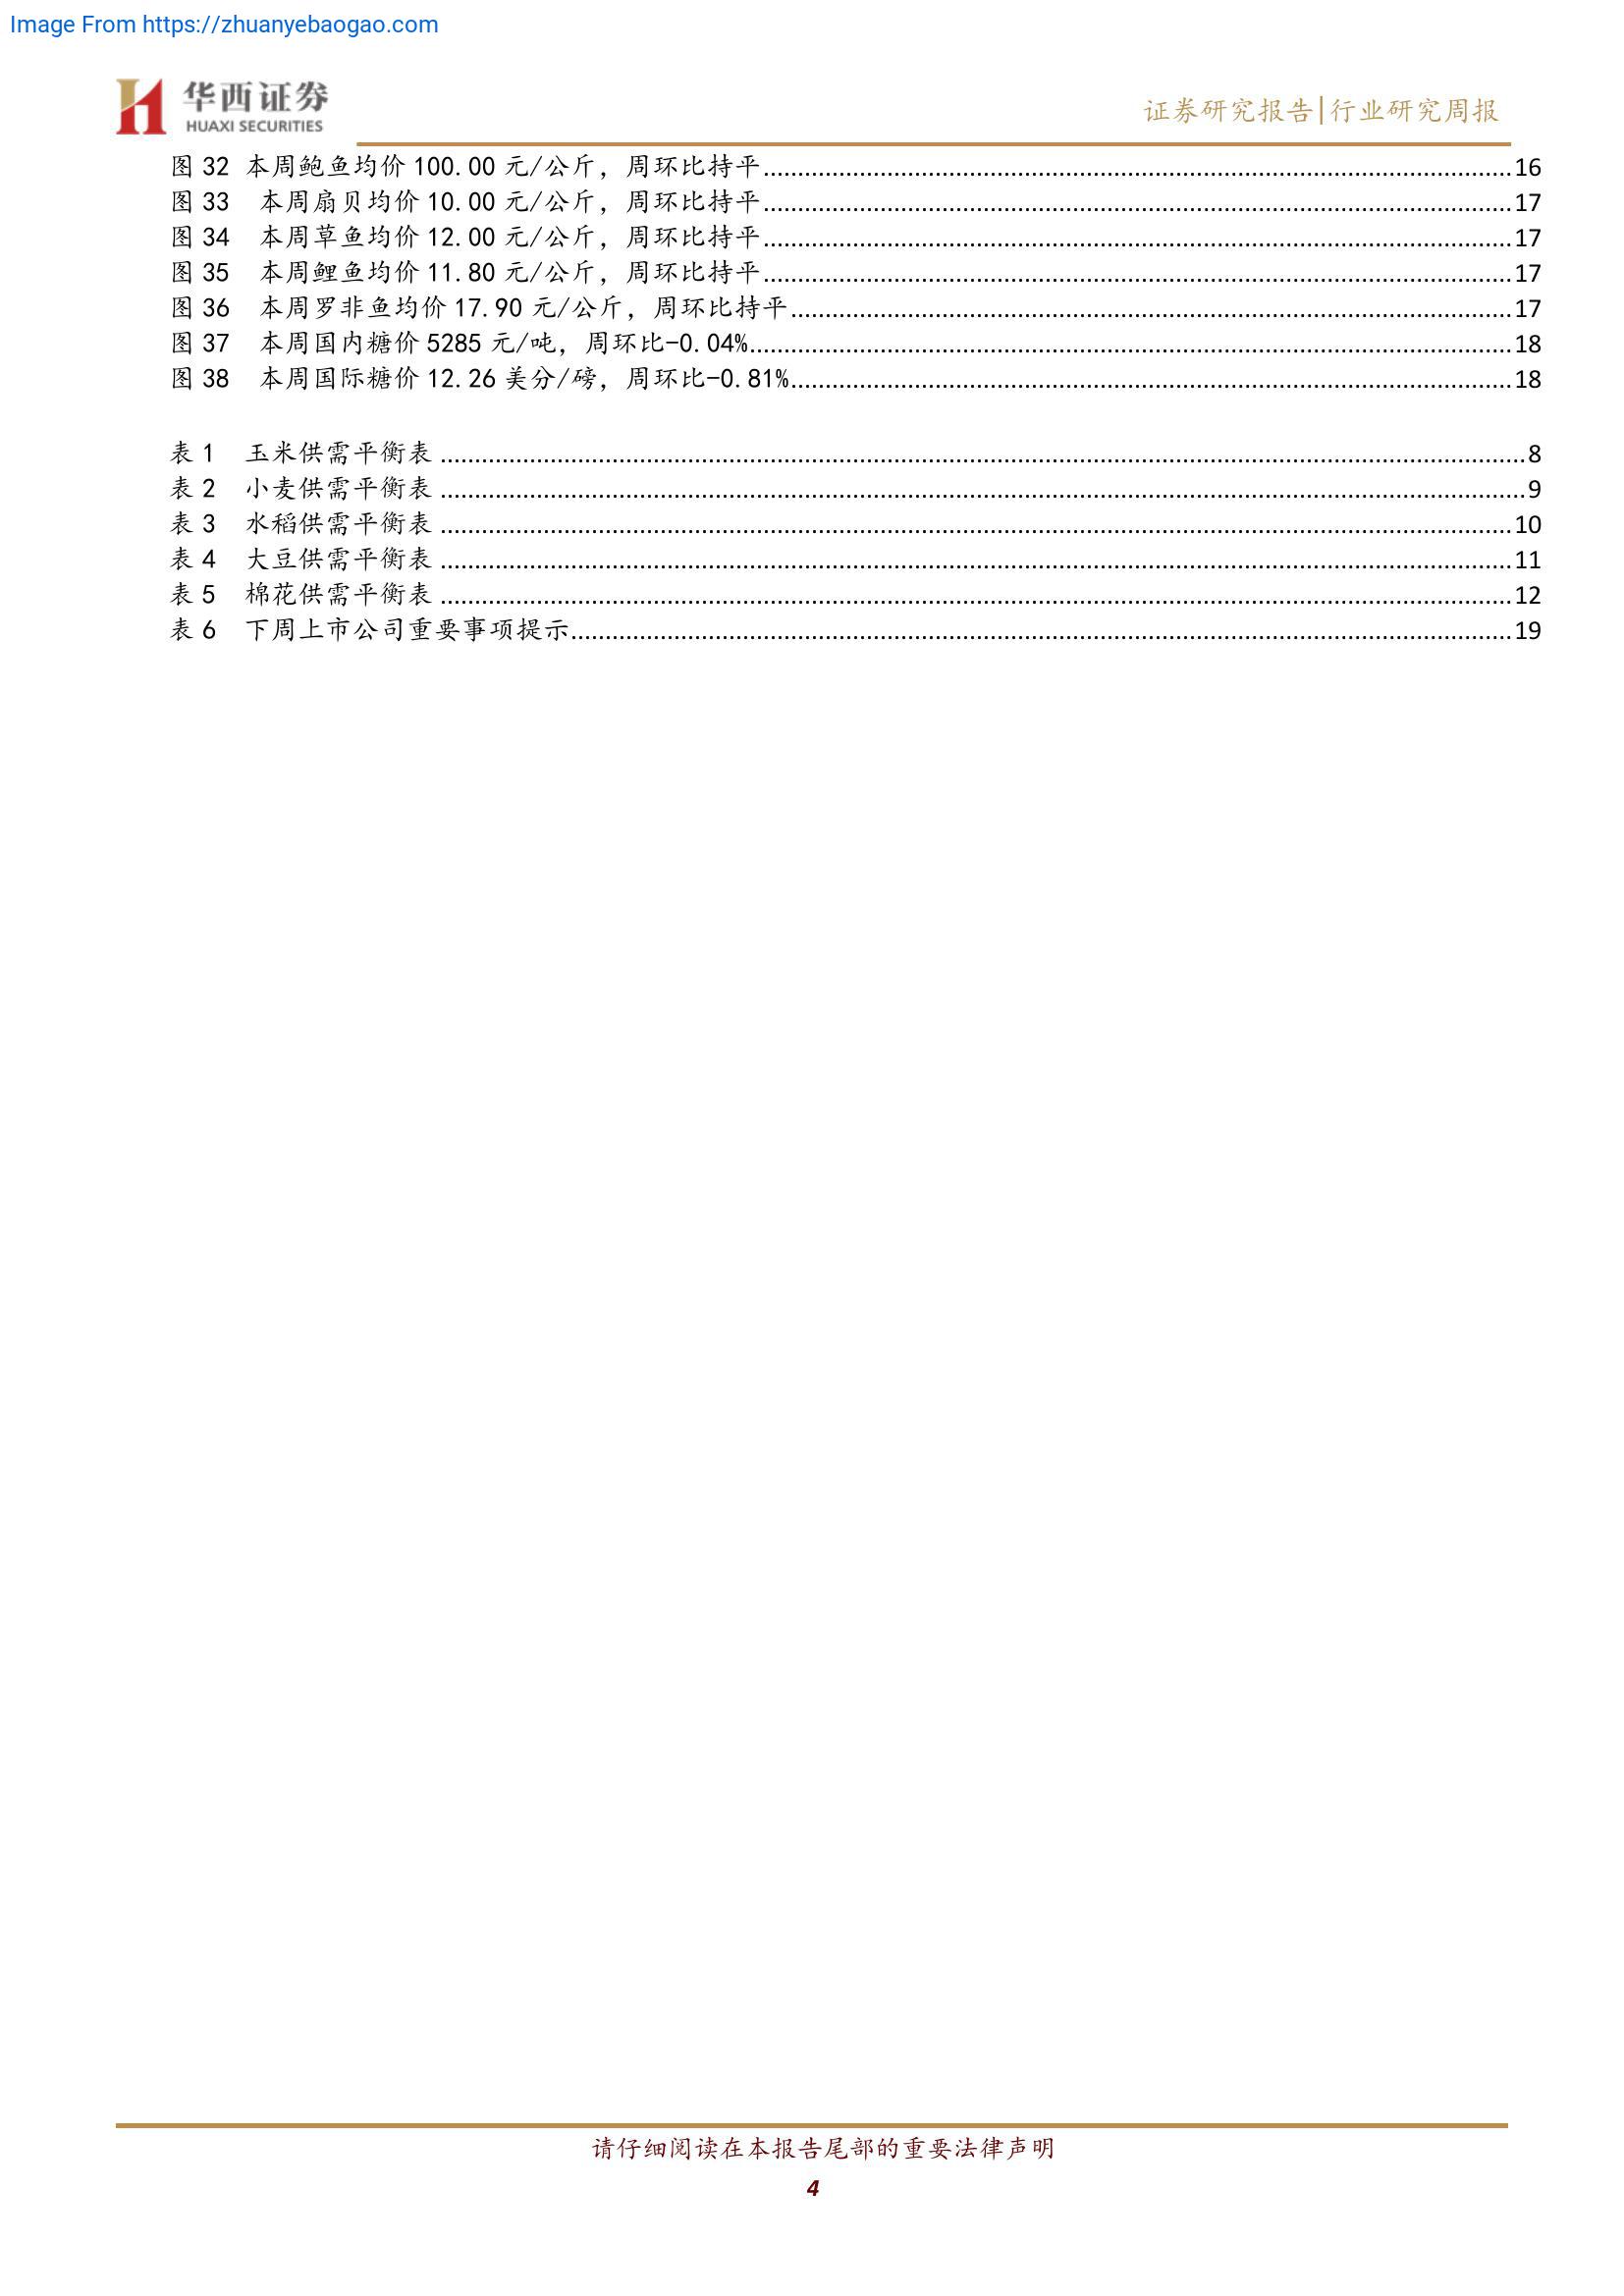 Image From https://zhuanyebaogao.com
华西证券
HUAXI SECURITIES
证券研究报告|行业研究周报
图 32 本周鲍鱼均价 100.00 元/公斤，周环比持平........16
图 33 本周扇贝均价 10.00 元/公斤，周环比持平........17
图 34 本周草鱼均价 12.00 元/公斤，周环比持平........17
图 35 本周鲤鱼均价 11.80 元/公斤，周环比持平........17
图 36 本周罗非鱼均价 17.90 元/公斤，周环比持平........17
图 37 本周国内糖价 5285 元/吨，周环比-0.04%........18
图 38 本周国际糖价 12.26 美分/磅，周环比-0.81%........18
表 1 玉米供需平衡表........8
表 2 小麦供需平衡表........9
表 3 水稻供需平衡表........10
表 4 大豆供需平衡表........11
表 5 棉花供需平衡表........12
表 6 下周上市公司重要事项提示........19
请仔细阅读在本报告尾部的重要法律声明
4